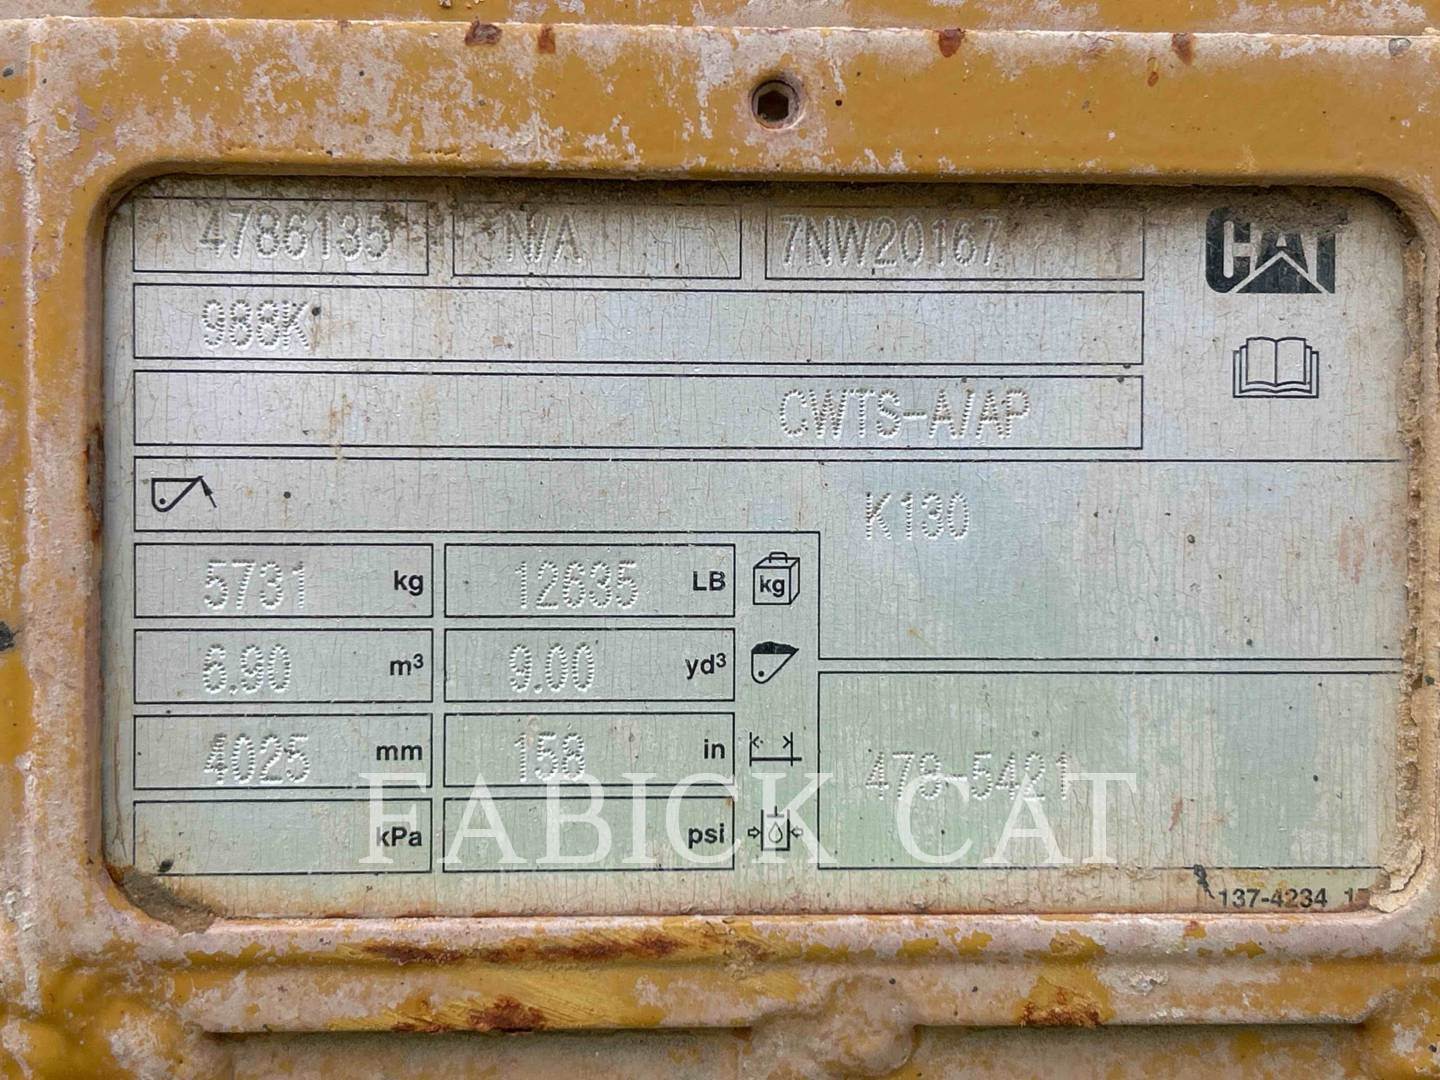 4786135 N/A 7NW20167 CAT
988K
CWTS-A/AP
K130
5731 kg 12635 LB kg
6.90 m³ 9.00 yd³
4025 mm 158 in
478-5421
kPa psi
FABICK CAT
137-4234